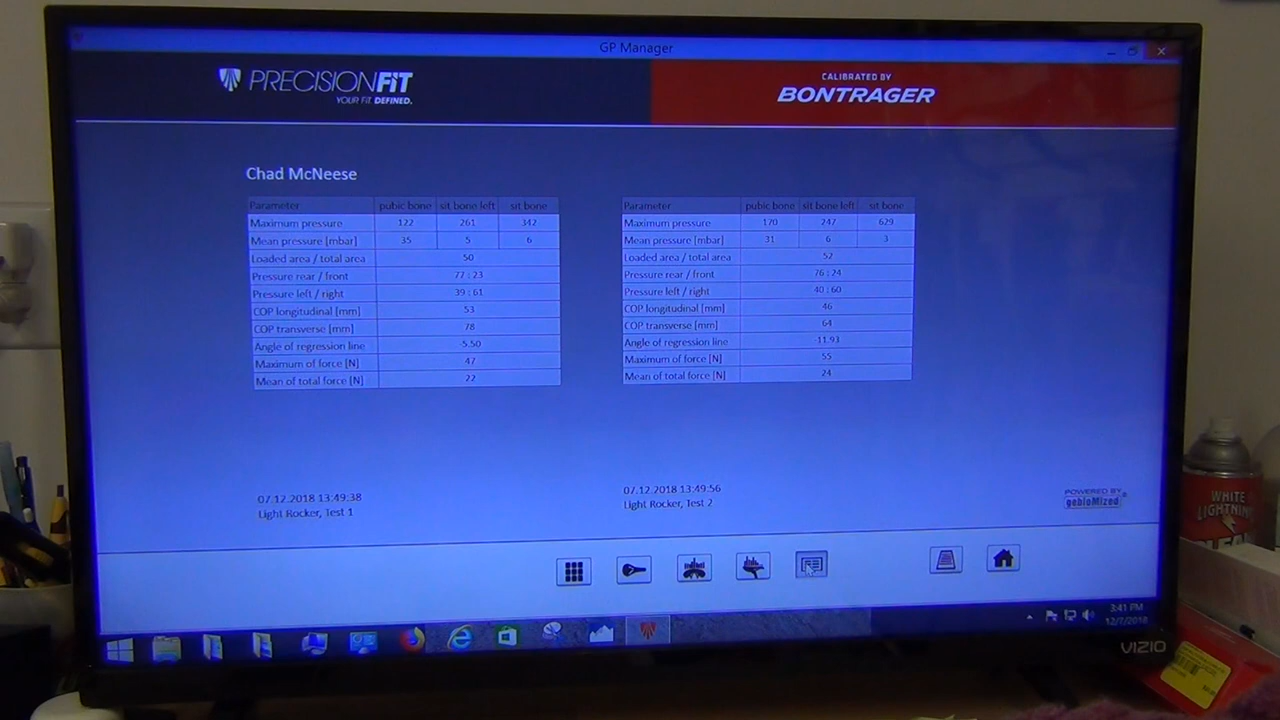 GP Manager
PRECISIONFiT
YOUR FIT. DEFINED.
CALIBRATED BY
BONTRAGER
Chad McNeese
Parameter pubic bone sit bone left sit bone
Maximum pressure 122 261 342
Mean pressure [mbar] 35 5 6
Loaded area / total area 50
Pressure rear / front 77 : 23
Pressure left / right 39 : 61
COP longitudinal [mm] 53
COP transverse [mm] 78
Angle of regression line -5.50
Maximum of force [N] 47
Mean of total force [N] 22
07.12.2018 13:49:38
Light Rocker, Test 1
Parameter pubic bone sit bone left sit bone
Maximum pressure 170 247 629
Mean pressure [mbar] 31 6 3
Loaded area / total area 52
Pressure rear / front 76 : 24
Pressure left / right 40 : 60
COP longitudinal [mm] 46
COP transverse [mm] 64
Angle of regression line -11.93
Maximum of force [N] 55
Mean of total force [N] 24
07.12.2018 13:49:56
Light Rocker, Test 2
POWERED BY
gebioMized
3:41 PM
12/7/2018
VIZIO
WHITE
LIGHTNING